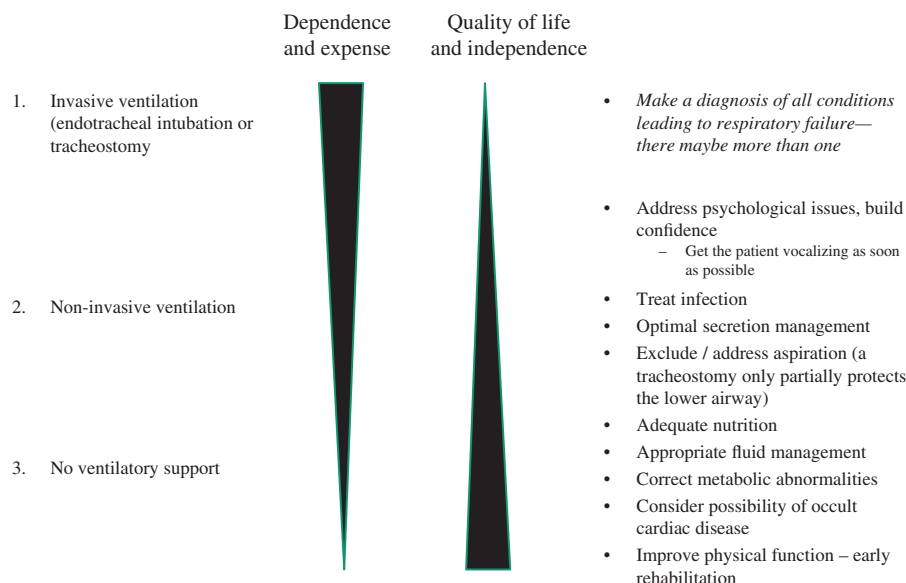 Dependence
and expense
Quality of life
and independence
1. Invasive ventilation
(endotracheal intubation or
tracheostomy
2. Non-invasive ventilation
3. No ventilatory support
• Make a diagnosis of all conditions
leading to respiratory failure—
there maybe more than one
• Address psychological issues, build
confidence
– Get the patient vocalizing as soon
as possible
• Treat infection
• Optimal secretion management
• Exclude / address aspiration (a
tracheostomy only partially protects
the lower airway)
• Adequate nutrition
• Appropriate fluid management
• Correct metabolic abnormalities
• Consider possibility of occult
cardiac disease
• Improve physical function – early
rehabilitation